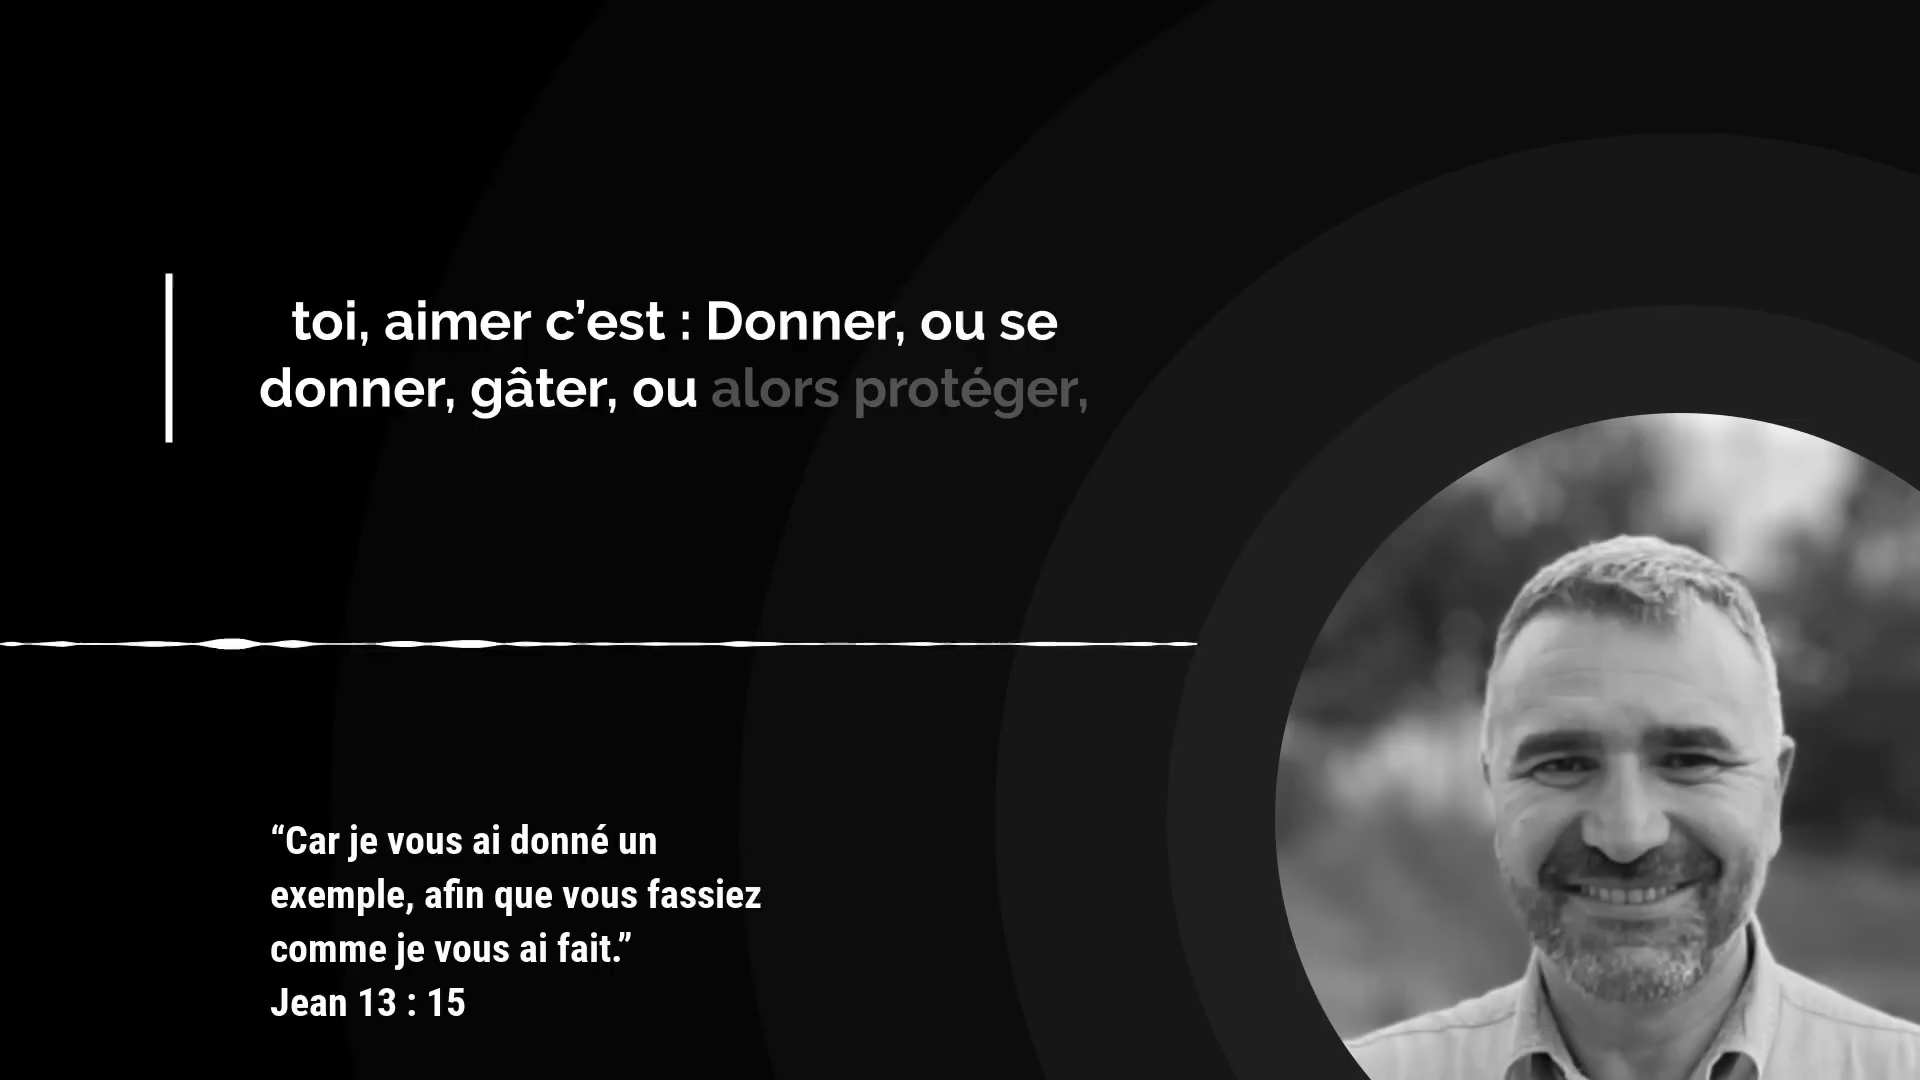 toi, aimer c’est : Donner, ou se
donner, gâter, ou alors protéger,
“Car je vous ai donné un
exemple, afin que vous fassiez
comme je vous ai fait.”
Jean 13 : 15